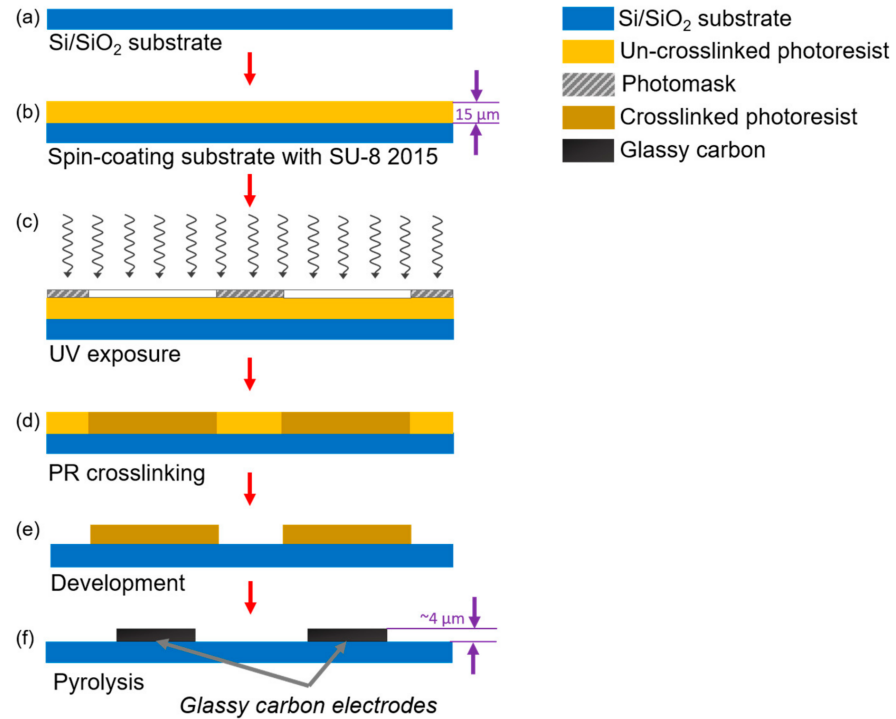 (a)
Si/SiO₂ substrate
(b)
15 µm
Spin-coating substrate with SU-8 2015
(c)
UV exposure
(d)
PR crosslinking
(e)
Development
(f)
~4 µm
Pyrolysis
Glassy carbon electrodes
Si/SiO₂ substrate
Un-crosslinked photoresist
Photomask
Crosslinked photoresist
Glassy carbon